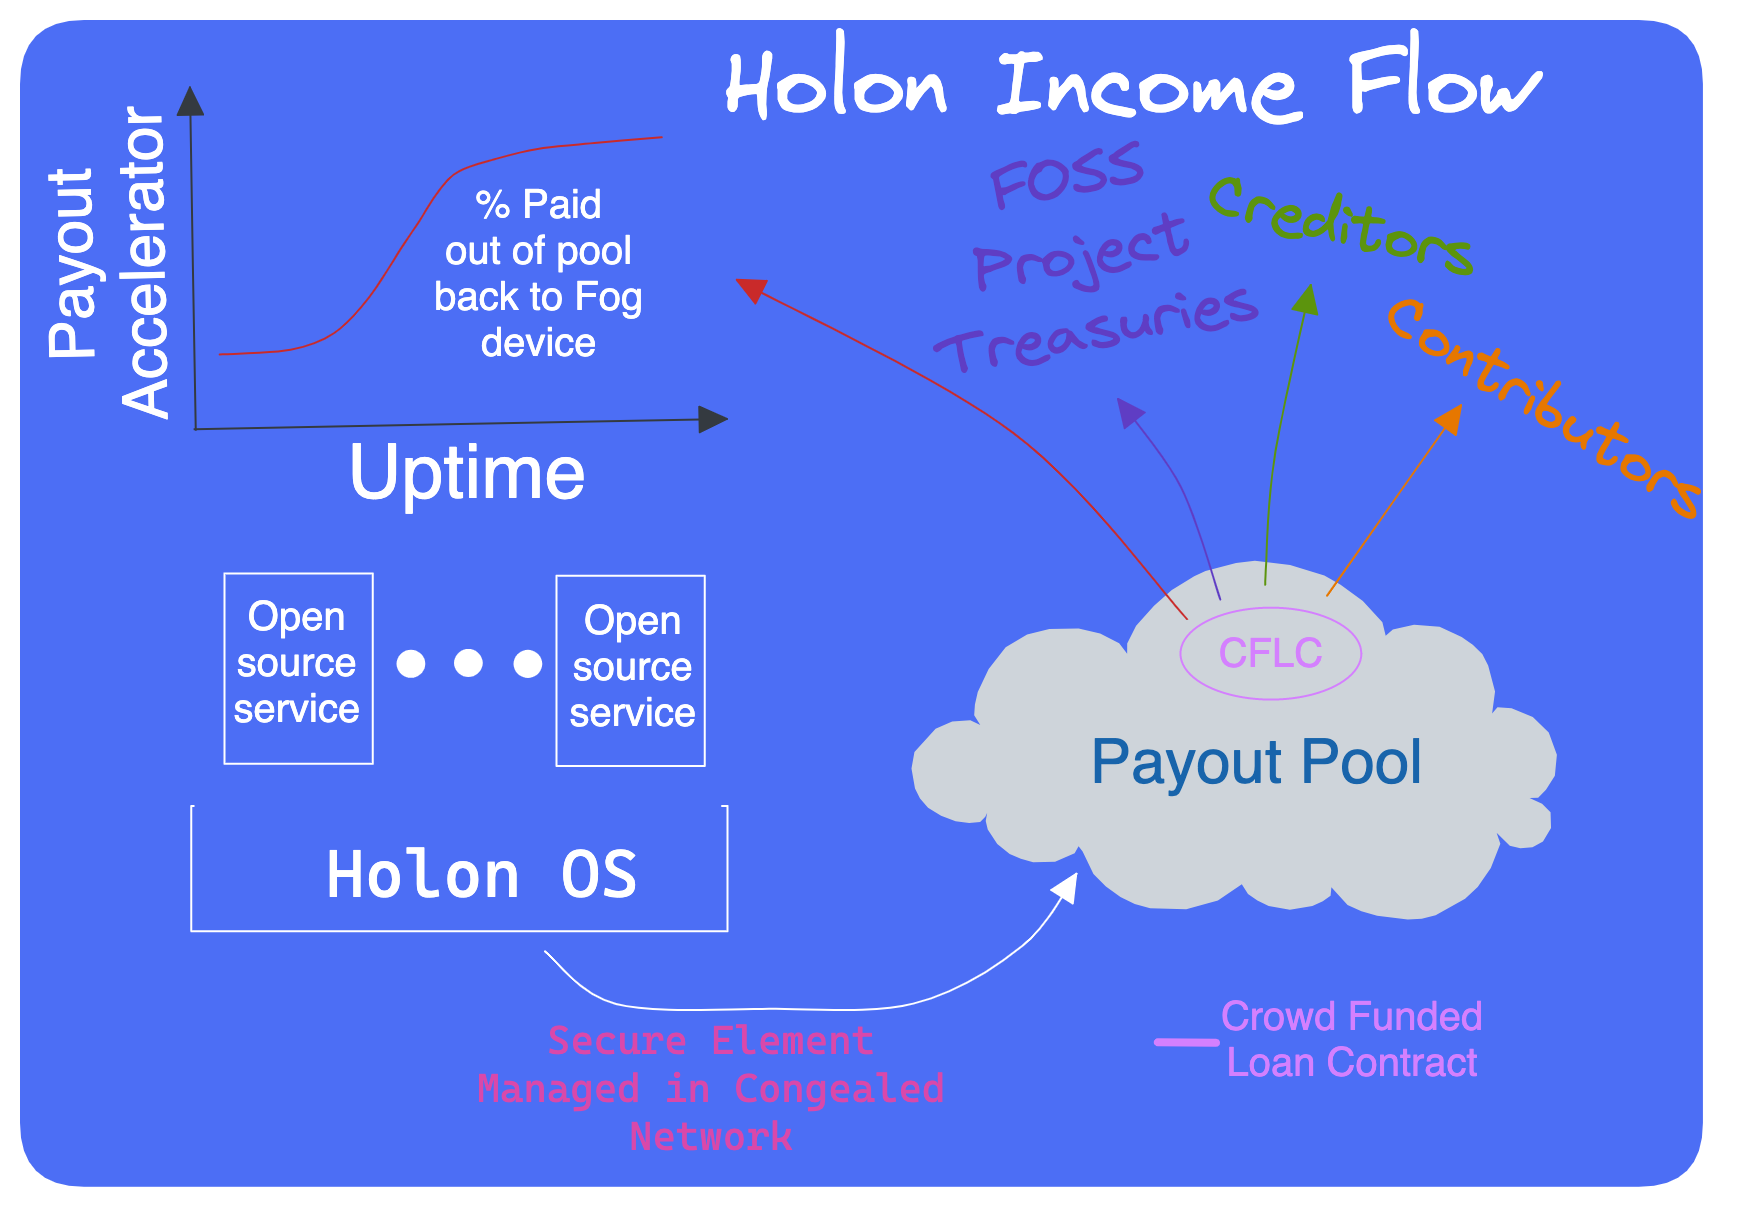 Holon Income Flow
Payout
Accelerator
% Paid
out of pool
back to Fog
device
Uptime
FOSS
Project
Treasuries
Creditors
Contributors
Open
source
service
Open
source
service
Holon OS
CFLC
Payout Pool
Secure Element
Managed in Congealed
Network
Crowd Funded
Loan Contract